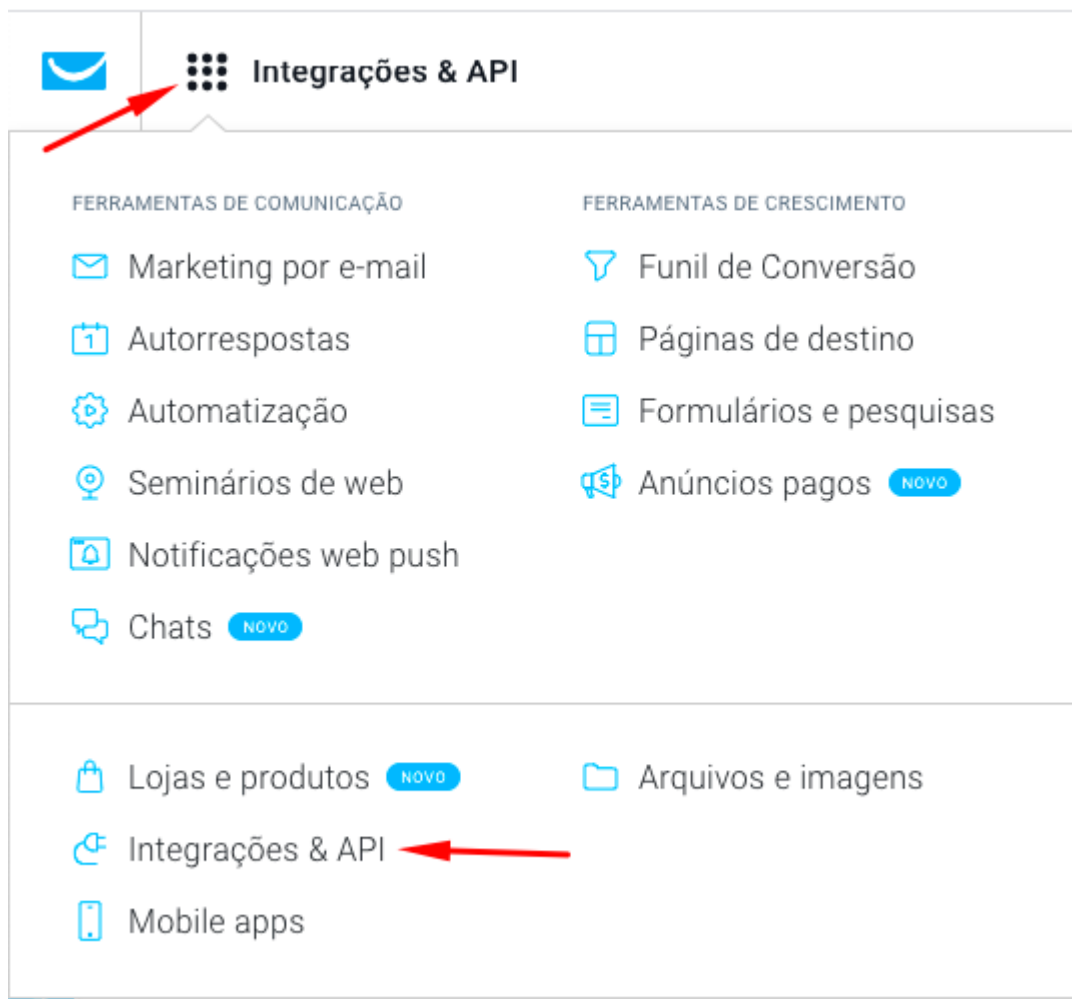 Integrações & API
FERRAMENTAS DE COMUNICAÇÃO
Marketing por e-mail
1
Autorrespostas
Automatização
Seminários de web
Notificações web push
Chats NOVO
FERRAMENTAS DE CRESCIMENTO
Funil de Conversão
Páginas de destino
Formulários e pesquisas
$
Anúncios pagos NOVO
Lojas e produtos NOVO
Integrações & API
Mobile apps
Arquivos e imagens